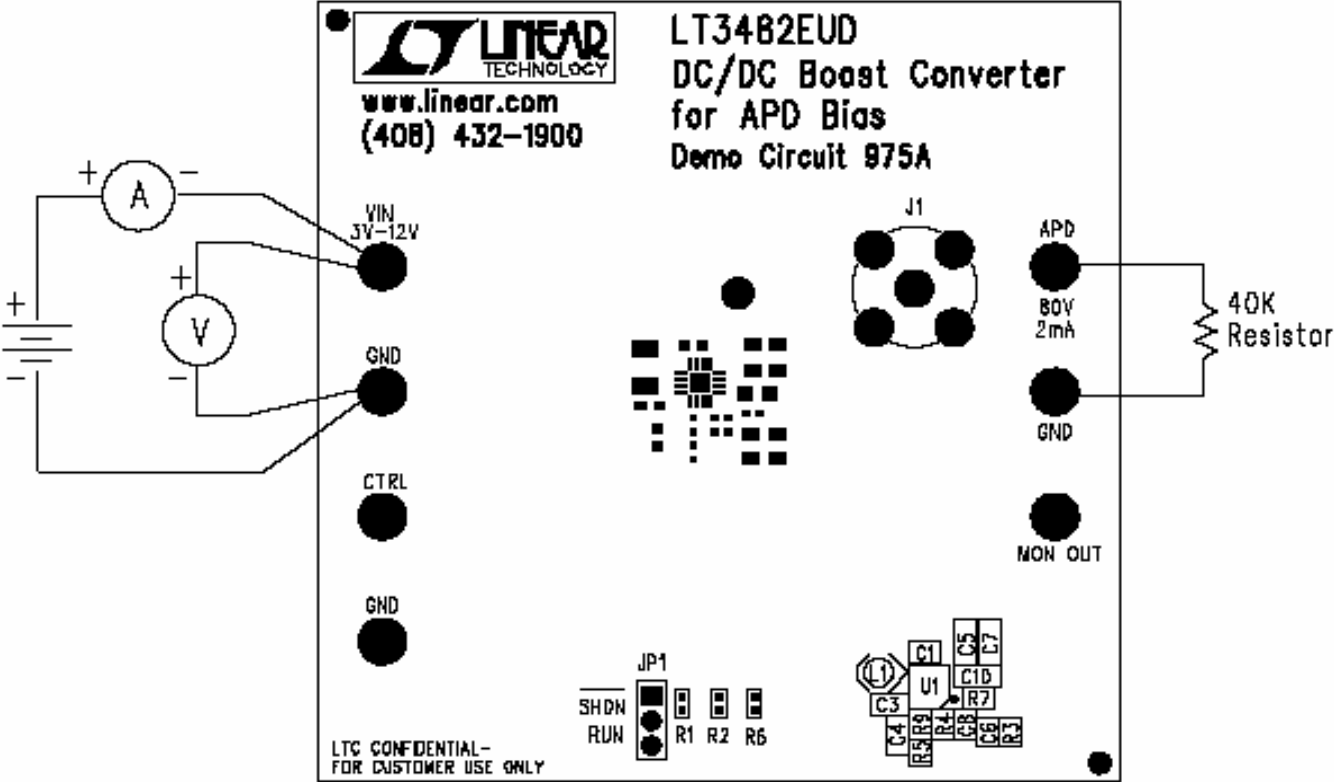 LINEAR
TECHNOLOGY
www.linear.com
(408) 432-1900
LT3482EUD
DC/DC Boost Converter
for APD Bias
Demo Circuit 975A
+ A -
VIN
3V-12V
J1
APD
+
+
V
80V
2mA
40K
Resistor
GND
-
-
GND
CTRL
MON OUT
GND
JP1
SHDN
RUN
R1 R2 R6
C5
C7
C1
L1
U1
C10
C3
R7
C4
R9
R4
C8
C6
R3
R5
LTC CONFIDENTIAL-
FOR CUSTOMER USE ONLY